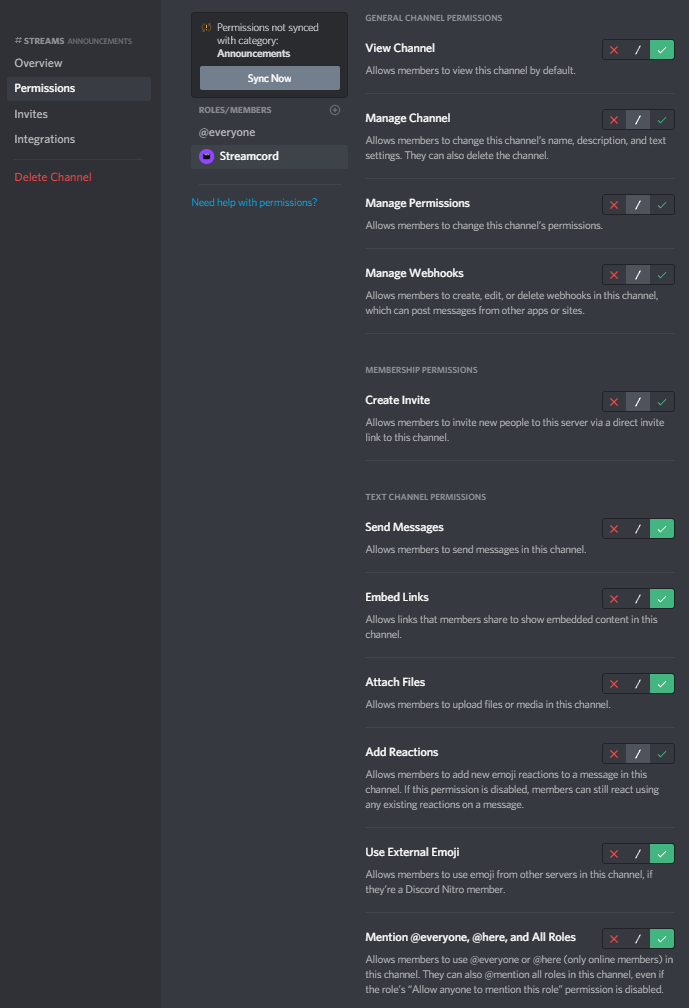 # STREAMS ANNOUNCEMENTS
Overview
Permissions
Invites
Integrations
Delete Channel
Permissions not synced
with category:
Announcements
Sync Now
ROLES/MEMBERS
@everyone
Streamcord
Need help with permissions?
GENERAL CHANNEL PERMISSIONS
View Channel
Allows members to view this channel by default.
Manage Channel
Allows members to change this channel's name, description, and text
settings. They can also delete the channel.
Manage Permissions
Allows members to change this channel's permissions.
Manage Webhooks
Allows members to create, edit, or delete webhooks in this channel,
which can post messages from other apps or sites.
MEMBERSHIP PERMISSIONS
Create Invite
Allows members to invite new people to this server via a direct invite
link to this channel.
TEXT CHANNEL PERMISSIONS
Send Messages
Allows members to send messages in this channel.
Embed Links
Allows links that members share to show embedded content in this
channel.
Attach Files
Allows members to upload files or media in this channel.
Add Reactions
Allows members to add new emoji reactions to a message in this
channel. If this permission is disabled, members can still react using
any existing reactions on a message.
Use External Emoji
Allows members to use emoji from other servers in this channel, if
they're a Discord Nitro member.
Mention @everyone, @here, and All Roles
Allows members to use @everyone or @here (only online members) in
this channel. They can also @mention all roles in this channel, even if
the role's “Allow anyone to mention this role” permission is disabled.